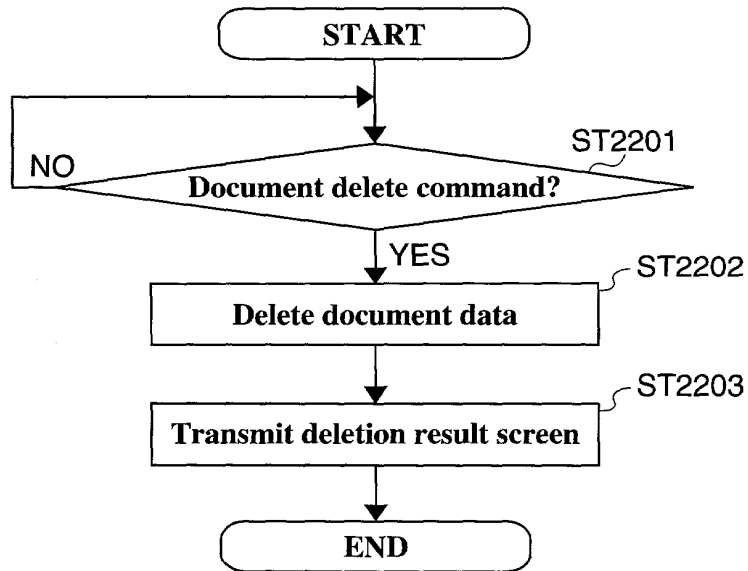 START
ST2201
NO
Document delete command?
YES
ST2202
Delete document data
ST2203
Transmit deletion result screen
END